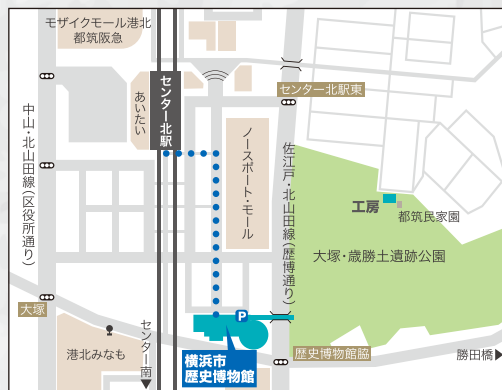 モザイクモール港北
都筑阪急
センター北駅
あいたい
センター北駅東
中山・北山田線(区役所通り)
ノースポート・モール
佐江戸・北山田線(歴博通り)
工房
都筑民家園
大塚・歳勝土遺跡公園
大塚
P
港北みなも
センター南
横浜市
歴史博物館
歴史博物館脇
勝田橋